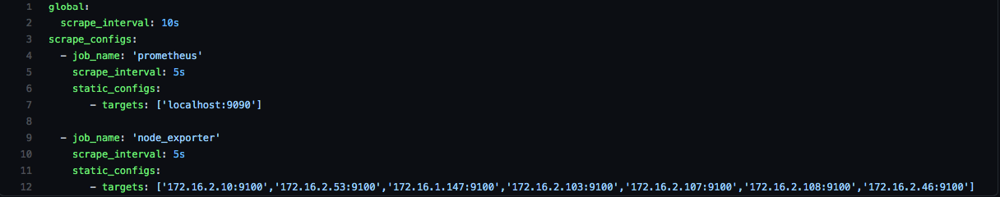 1 global:
2   scrape_interval: 10s
3 scrape_configs:
4   - job_name: 'prometheus'
5     scrape_interval: 5s
6     static_configs:
7        - targets: ['localhost:9090']
8
9   - job_name: 'node_exporter'
10     scrape_interval: 5s
11     static_configs:
12        - targets: ['172.16.2.10:9100','172.16.2.53:9100','172.16.1.147:9100','172.16.2.103:9100','172.16.2.107:9100','172.16.2.108:9100','172.16.2.46:9100']